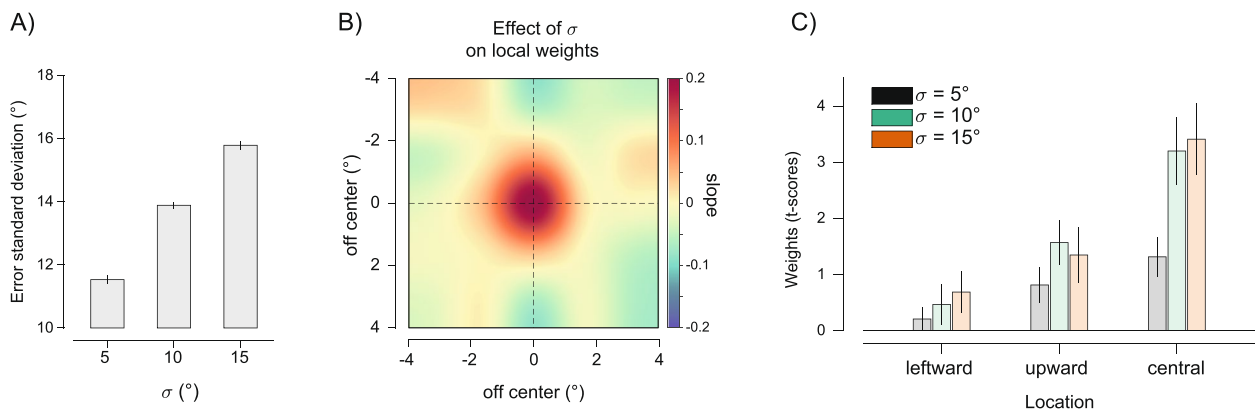 A)
Error standard deviation (°)
18
16
14
12
10
5 10 15
σ (°)
B)
Effect of σ
on local weights
off center (°)
-4
-2
0
2
4
-4 -2 0 2 4
off center (°)
0.2
0.1
0
-0.1
-0.2
slope
C)
Weights (t-scores)
4
3
2
1
0
σ = 5°
σ = 10°
σ = 15°
leftward upward central
Location